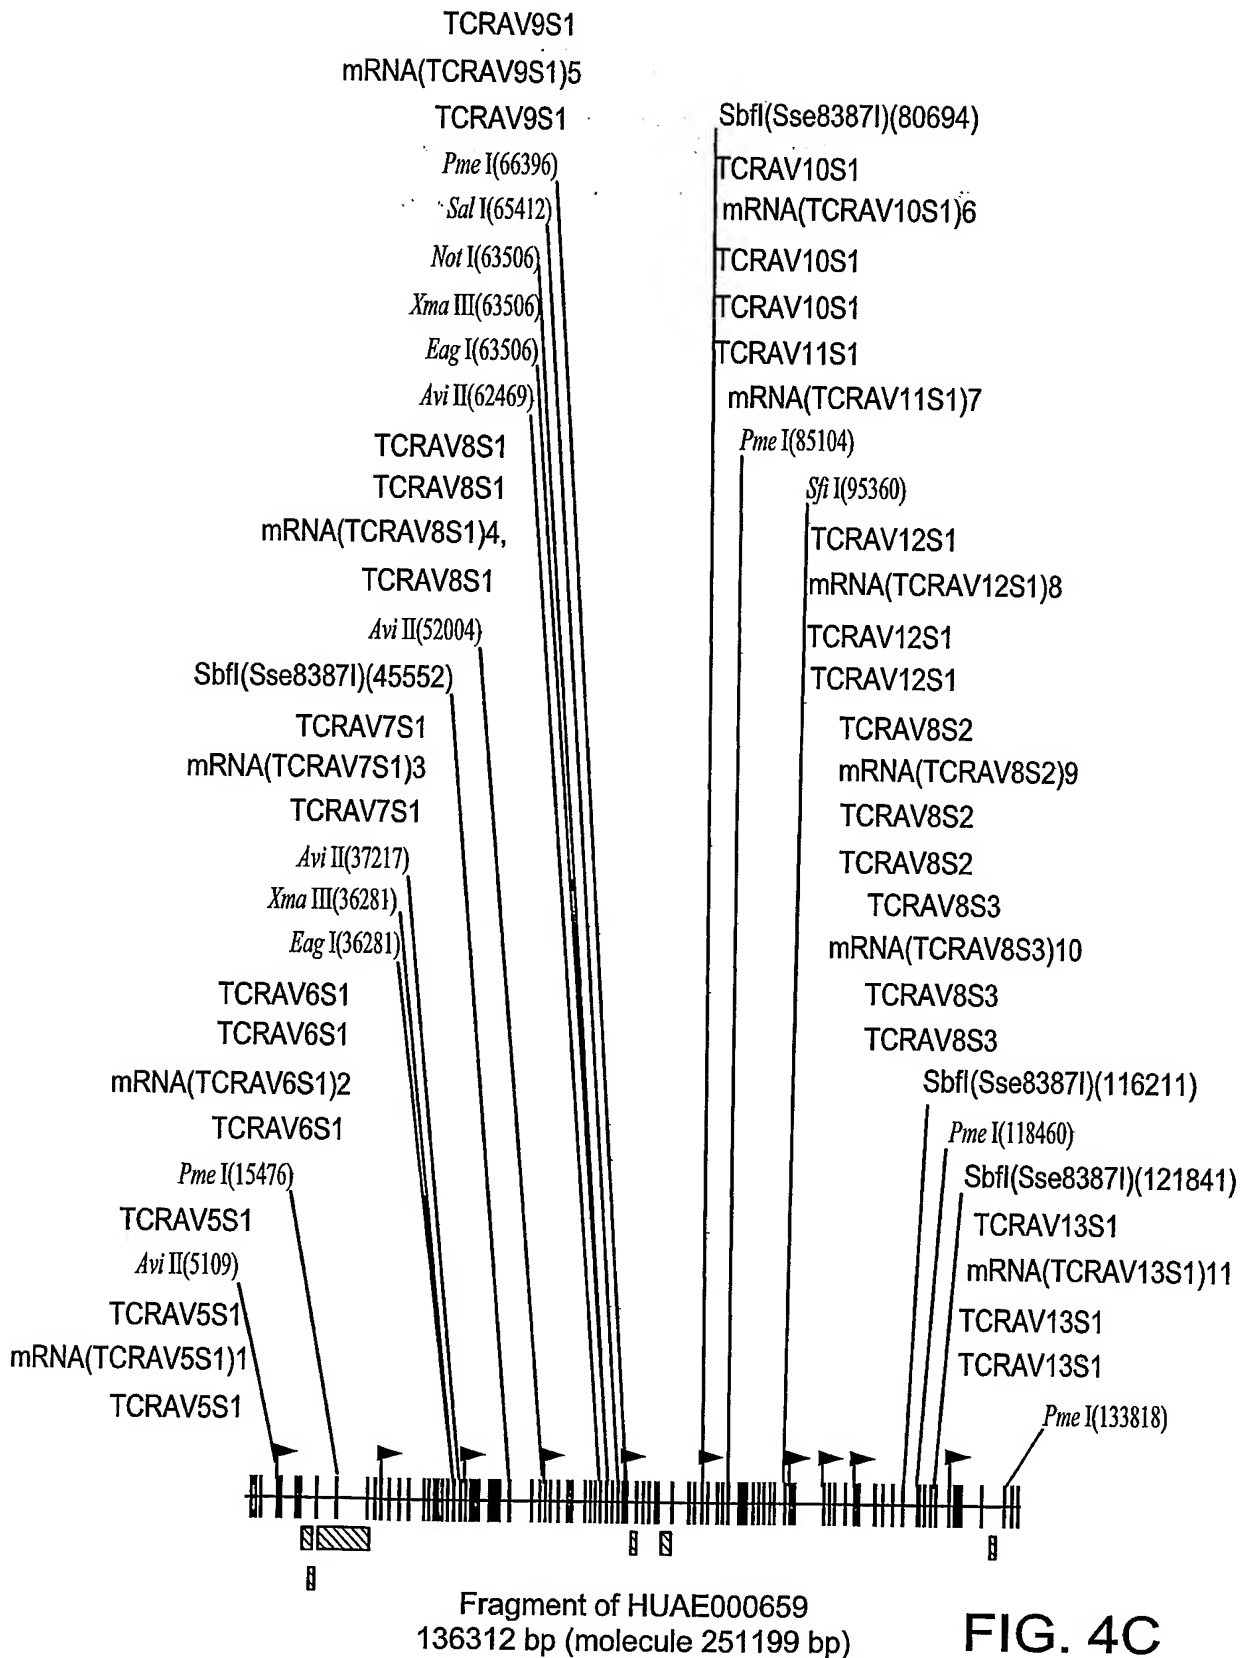 TCRAV9S1
mRNA(TCRAV9S1)5
TCRAV9S1
Pme I(66396)
Sal I(65412)
Not I(63506)
Xma III(63506)
Eag I(63506)
Avi II(62469)
TCRAV8S1
TCRAV8S1
mRNA(TCRAV8S1)4,
TCRAV8S1
Avi II(52004)
SbfI(Sse8387I)(45552)
TCRAV7S1
mRNA(TCRAV7S1)3
TCRAV7S1
Avi II(37217)
Xma III(36281)
Eag I(36281)
TCRAV6S1
TCRAV6S1
mRNA(TCRAV6S1)2
TCRAV6S1
Pme I(15476)
TCRAV5S1
Avi II(5109)
TCRAV5S1
mRNA(TCRAV5S1)1
TCRAV5S1
SbfI(Sse8387I)(80694)
TCRAV10S1
mRNA(TCRAV10S1)6
TCRAV10S1
TCRAV10S1
TCRAV11S1
mRNA(TCRAV11S1)7
Pme I(85104)
Sfi I(95360)
TCRAV12S1
mRNA(TCRAV12S1)8
TCRAV12S1
TCRAV12S1
TCRAV8S2
mRNA(TCRAV8S2)9
TCRAV8S2
TCRAV8S2
TCRAV8S3
mRNA(TCRAV8S3)10
TCRAV8S3
TCRAV8S3
SbfI(Sse8387I)(116211)
Pme I(118460)
SbfI(Sse8387I)(121841)
TCRAV13S1
mRNA(TCRAV13S1)11
TCRAV13S1
TCRAV13S1
Pme I(133818)
Fragment of HUAE000659
136312 bp (molecule 251199 bp)
FIG. 4C